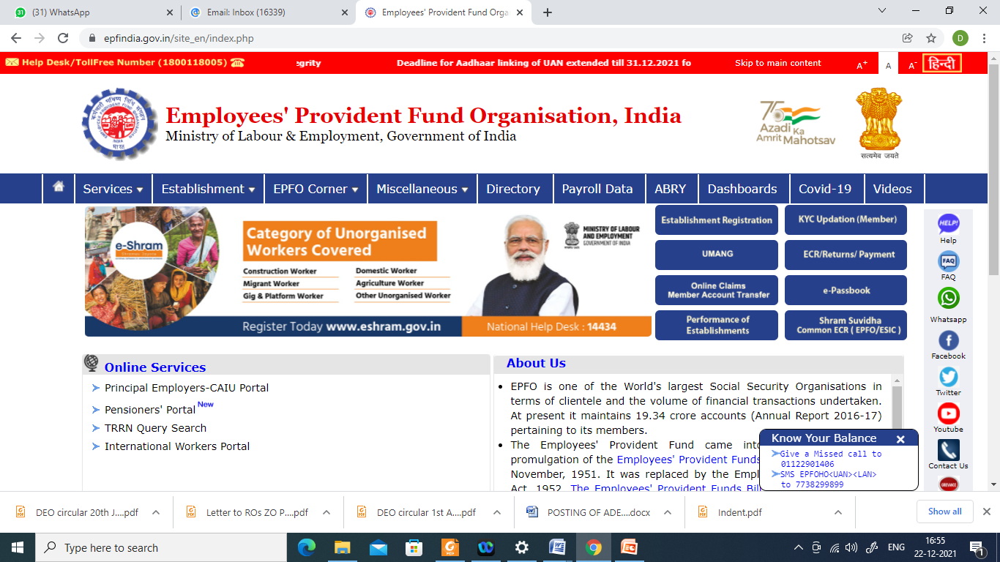 (31) WhatsApp
Email: Inbox (16339)
Employees' Provident Fund Orga
epfindia.gov.in/site_en/index.php
D
Help Desk/TollFree Number (1800118005)
egrity
Deadline for Aadhaar linking of UAN extended till 31.12.2021 fo
Skip to main content
A+
A
A-
हिन्दी
Employees' Provident Fund Organisation, India
Ministry of Labour & Employment, Government of India
75
Azadi Ka
Amrit Mahotsav
सत्यमेव जयते
Services
Establishment
EPFO Corner
Miscellaneous
Directory
Payroll Data
ABRY
Dashboards
Covid-19
Videos
e-Shram
Category of Unorganised
Workers Covered
Construction Worker
Domestic Worker
Migrant Worker
Agriculture Worker
Gig & Platform Worker
Other Unorganised Worker
MINISTRY OF LABOUR
AND EMPLOYMENT
GOVERNMENT OF INDIA
Register Today www.eshram.gov.in
National Help Desk : 14434
Establishment Registration
KYC Updation (Member)
UMANG
ECR/Returns/ Payment
Online Claims
Member Account Transfer
e-Passbook
Performance of
Establishments
Shram Suvidha
Common ECR ( EPFO/ESIC )
HELP!
Help
FAQ
FAQ
Whatsapp
Facebook
Twitter
Youtube
Contact Us
GRIEVANCE
Online Services
Principal Employers-CAIU Portal
Pensioners' Portal New
TRRN Query Search
International Workers Portal
About Us
EPFO is one of the World's largest Social Security Organisations in
terms of clientele and the volume of financial transactions undertaken.
At present it maintains 19.34 crore accounts (Annual Report 2016-17)
pertaining to its members.
The Employees' Provident Fund came into
promulgation of the Employees' Provident Funds
November, 1951. It was replaced by the Empl
Act, 1952. The Employees' Provident Funds Bill
Know Your Balance
Give a Missed call to
01122901406
SMS EPFOHO<UAN><LAN>
to 7738299899
DEO circular 20th J....pdf
Letter to ROs ZO P....pdf
DEO circular 1st A....pdf
POSTING OF ADE....docx
Indent.pdf
Show all
Type here to search
ENG
16:55
22-12-2021
1